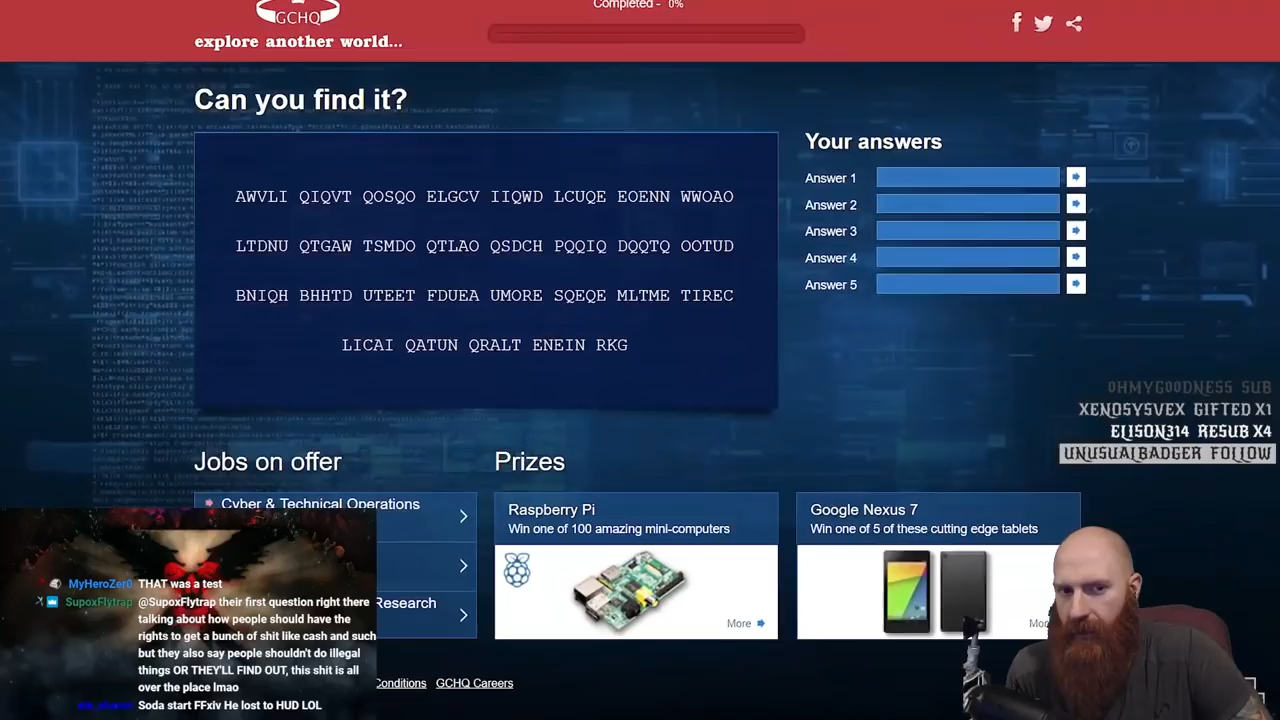 Completed - 0%
GCHQ
explore another world...
Can you find it?
AWVLI QIQVT QOSQO ELGCV IIQWD LCUQE EOENN WWOAO
LTDNU QTGAW TSMDO QTLAO QSDCH PQQIQ DQQTQ OOTUD
BNIQH BHHTD UTEET FDUEA UMORE SQEQE MLTME TIREC
LICAI QATUN QRALT ENEIN RKG
Your answers
Answer 1
Answer 2
Answer 3
Answer 4
Answer 5
OHMYG00DNESS SUB
XENOSYSVEX GIFTED X1
ELISON314 RESUB X4
UNUSUALBADGER FOLLOW
Jobs on offer
Cyber & Technical Operations
Research
Prizes
Raspberry Pi
Win one of 100 amazing mini-computers
More
Google Nexus 7
Win one of 5 of these cutting edge tablets
Conditions
GCHQ Careers
MyHeroZer0 THAT was a test
SupoxFlytrap @SupoxFlytrap their first question right there
talking about how people should have the
rights to get a bunch of shit like cash and such
but they also say people shouldn't do illegal
things OR THEY'LL FIND OUT, this shit is all
over the place lmao
Soda start FFxiv He lost to HUD LOL